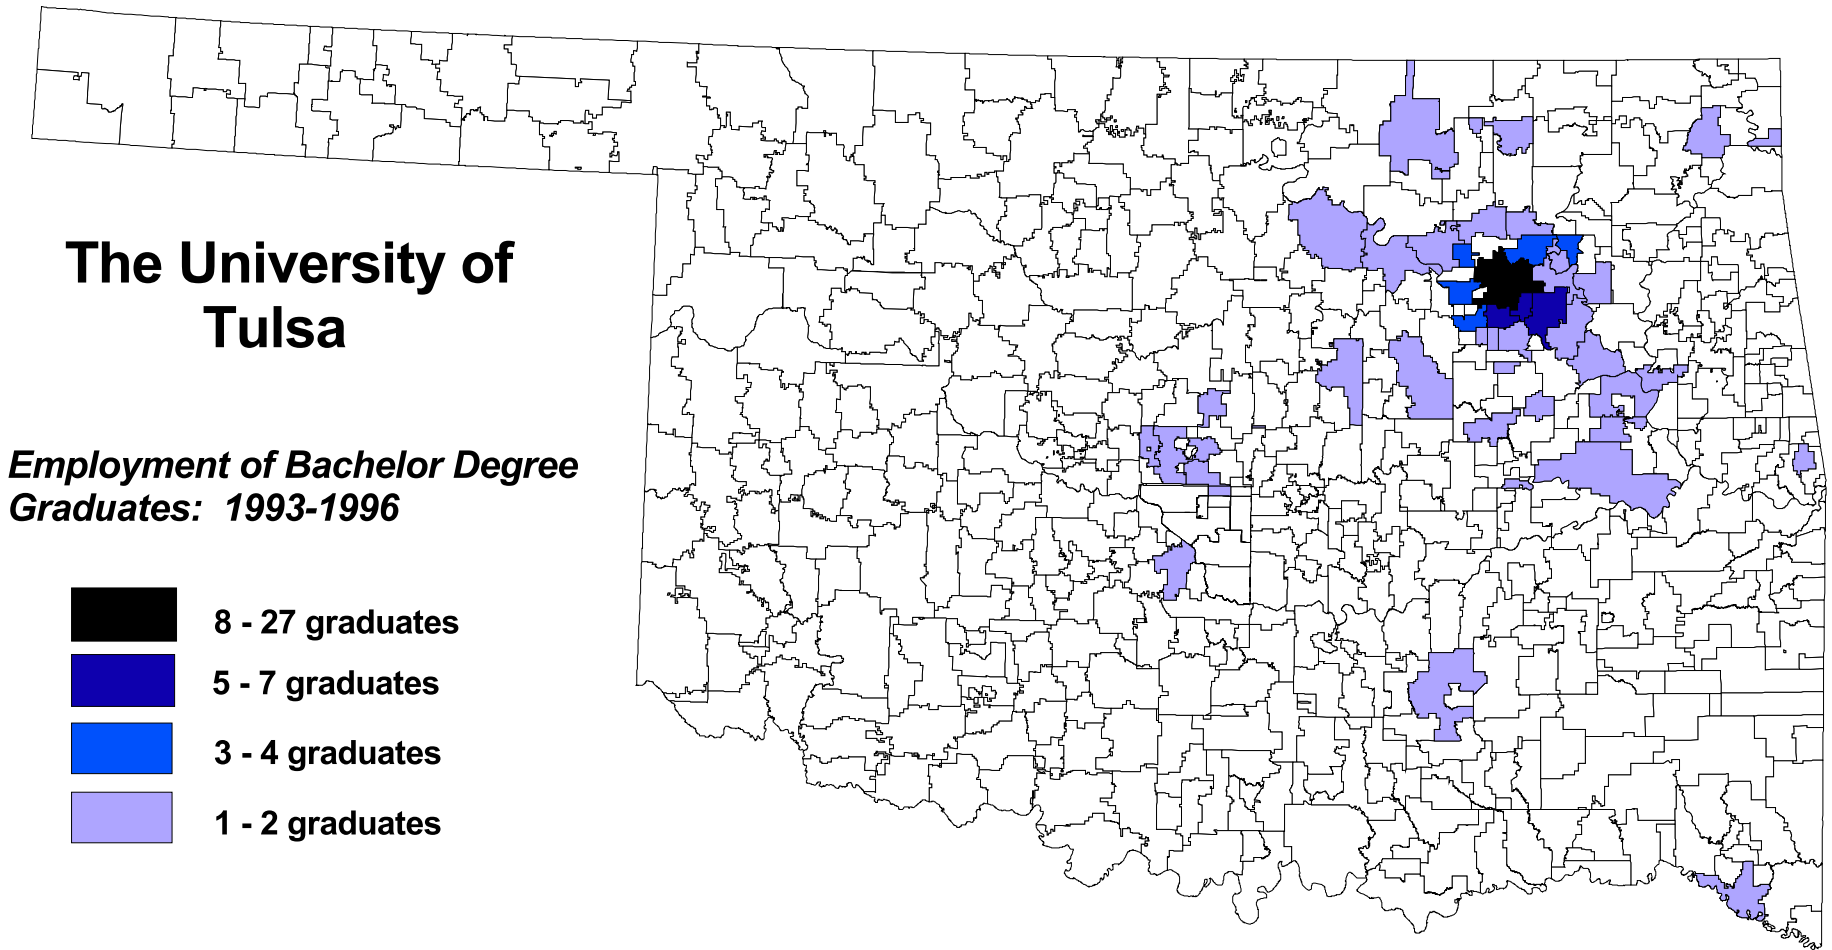 The University of
Tulsa
Employment of Bachelor Degree
Graduates: 1993-1996
8 - 27 graduates
5 - 7 graduates
3 - 4 graduates
1 - 2 graduates